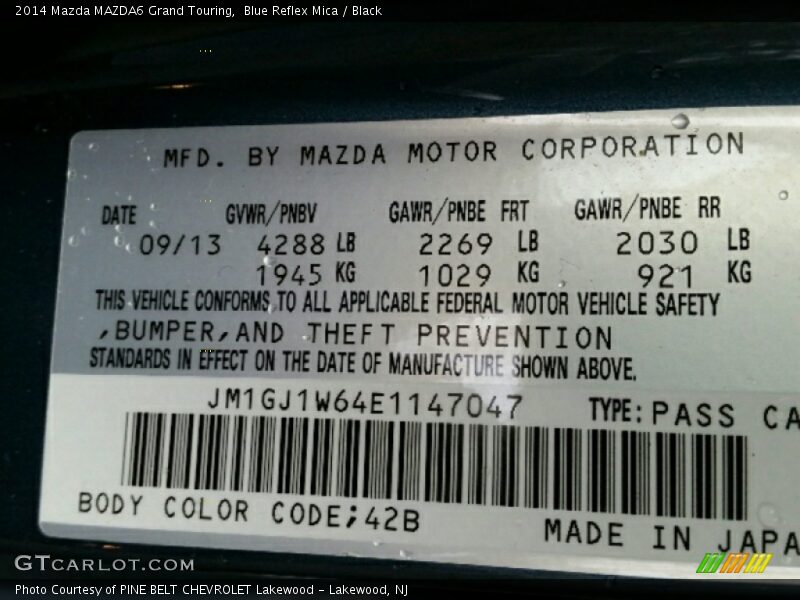 2014 Mazda MAZDA6 Grand Touring,  Blue Reflex Mica / Black
MFD. BY MAZDA MOTOR CORPORATION
DATE GVWR/PNBV GAWR/PNBE FRT GAWR/PNBE RR
09/13 4288 LB 2269 LB 2030 LB
1945 KG 1029 KG 921 KG
THIS VEHICLE CONFORMS TO ALL APPLICABLE FEDERAL MOTOR VEHICLE SAFETY
,BUMPER,AND THEFT PREVENTION
STANDARDS IN EFFECT ON THE DATE OF MANUFACTURE SHOWN ABOVE.
JM1GJ1W64E1147047 TYPE: PASS CA
BODY COLOR CODE;42B
MADE IN JAPA
GTCARLOT.COM
Photo Courtesy of PINE BELT CHEVROLET Lakewood - Lakewood, NJ